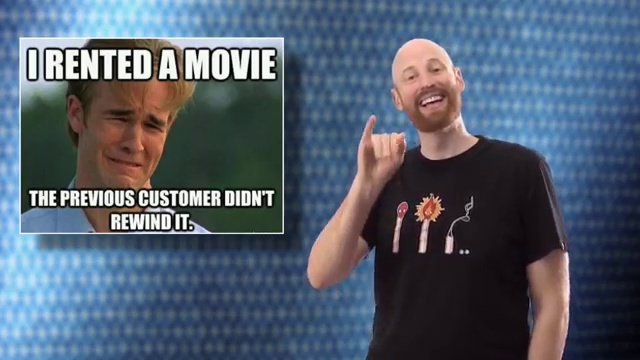 I RENTED A MOVIE
THE PREVIOUS CUSTOMER DIDN'T
REWIND IT.